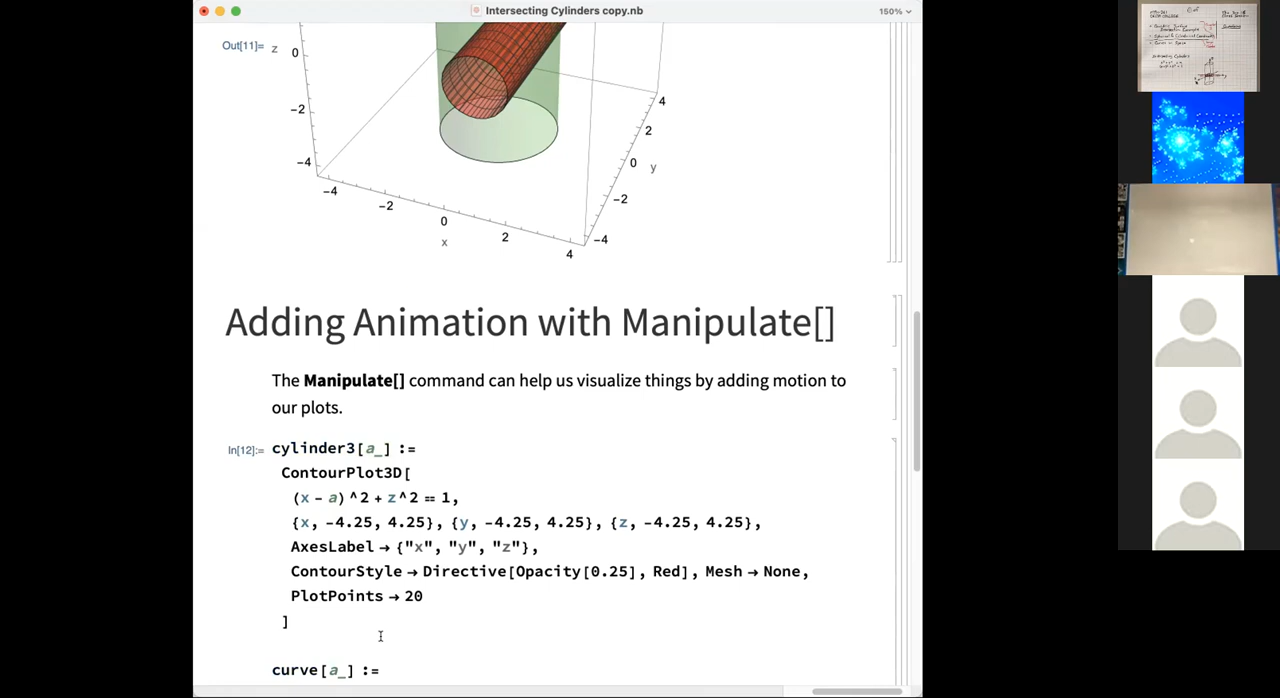 Intersecting Cylinders copy.nb
150%
Out[11]=
z
0
-2
-4
-4
-2
0
2
4
x
4
2
0
-2
-4
y
Adding Animation with Manipulate[]
The Manipulate[] command can help us visualize things by adding motion to
our plots.
In[12]:= cylinder3[a_] :=
ContourPlot3D[
(x - a)^2 + z^2 == 1,
{x, -4.25, 4.25}, {y, -4.25, 4.25}, {z, -4.25, 4.25},
AxesLabel → {"x", "y", "z"},
ContourStyle → Directive[Opacity[0.25], Red], Mesh → None,
PlotPoints → 20
]
curve[a_] :=